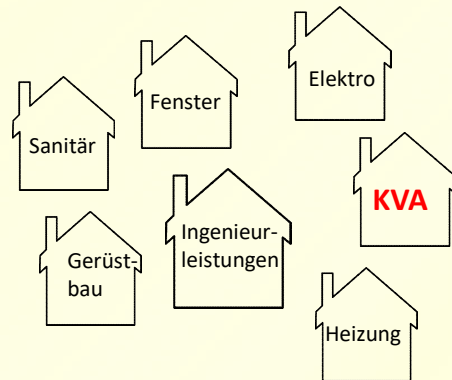 Elektro
Fenster
Sanitär
KVA
Ingenieur-
leistungen
Gerüst-
bau
Heizung